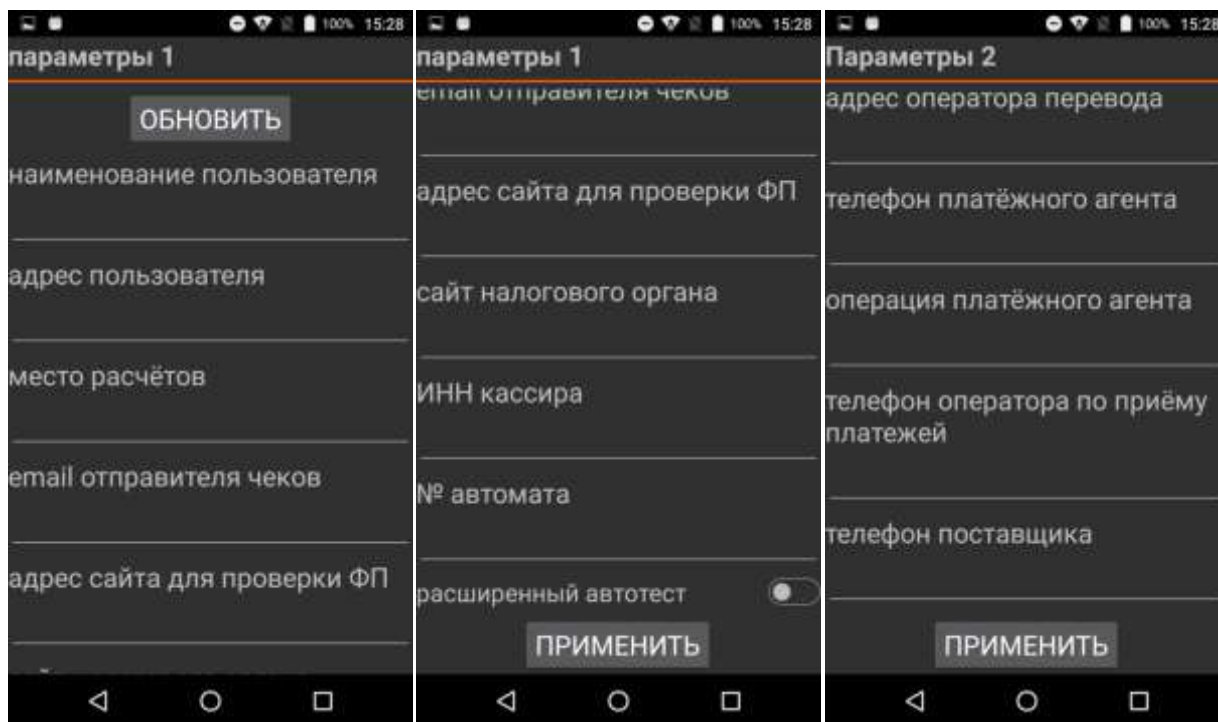 100% 15:28
параметры 1
ОБНОВИТЬ
наименование пользователя
адрес пользователя
место расчётов
email отправителя чеков
адрес сайта для проверки ФП
100% 15:28
параметры 1
email отправителя чеков
адрес сайта для проверки ФП
сайт налогового органа
ИНН кассира
№ автомата
расширенный автотест
ПРИМЕНИТЬ
100% 15:28
Параметры 2
адрес оператора перевода
телефон платёжного агента
операция платёжного агента
телефон оператора по приёму
платежей
телефон поставщика
ПРИМЕНИТЬ